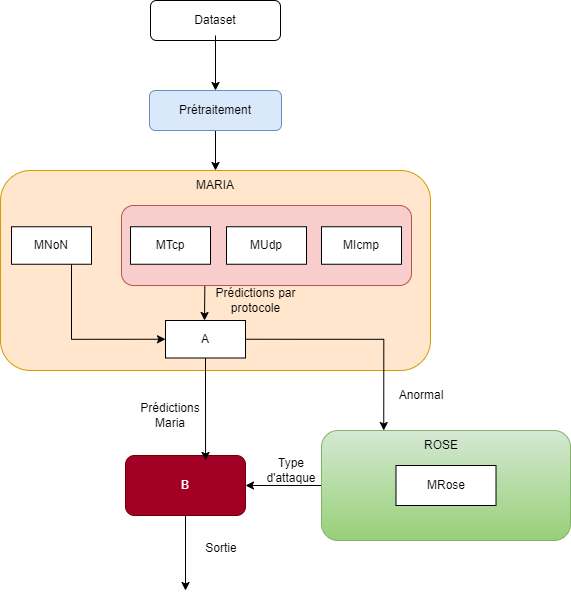 Dataset
Prétraitement
MARIA
MNoN
MTcp
MUdp
MIcmp
Prédictions par
protocole
A
Anormal
Prédictions
Maria
ROSE
Type
d'attaque
MRose
B
Sortie